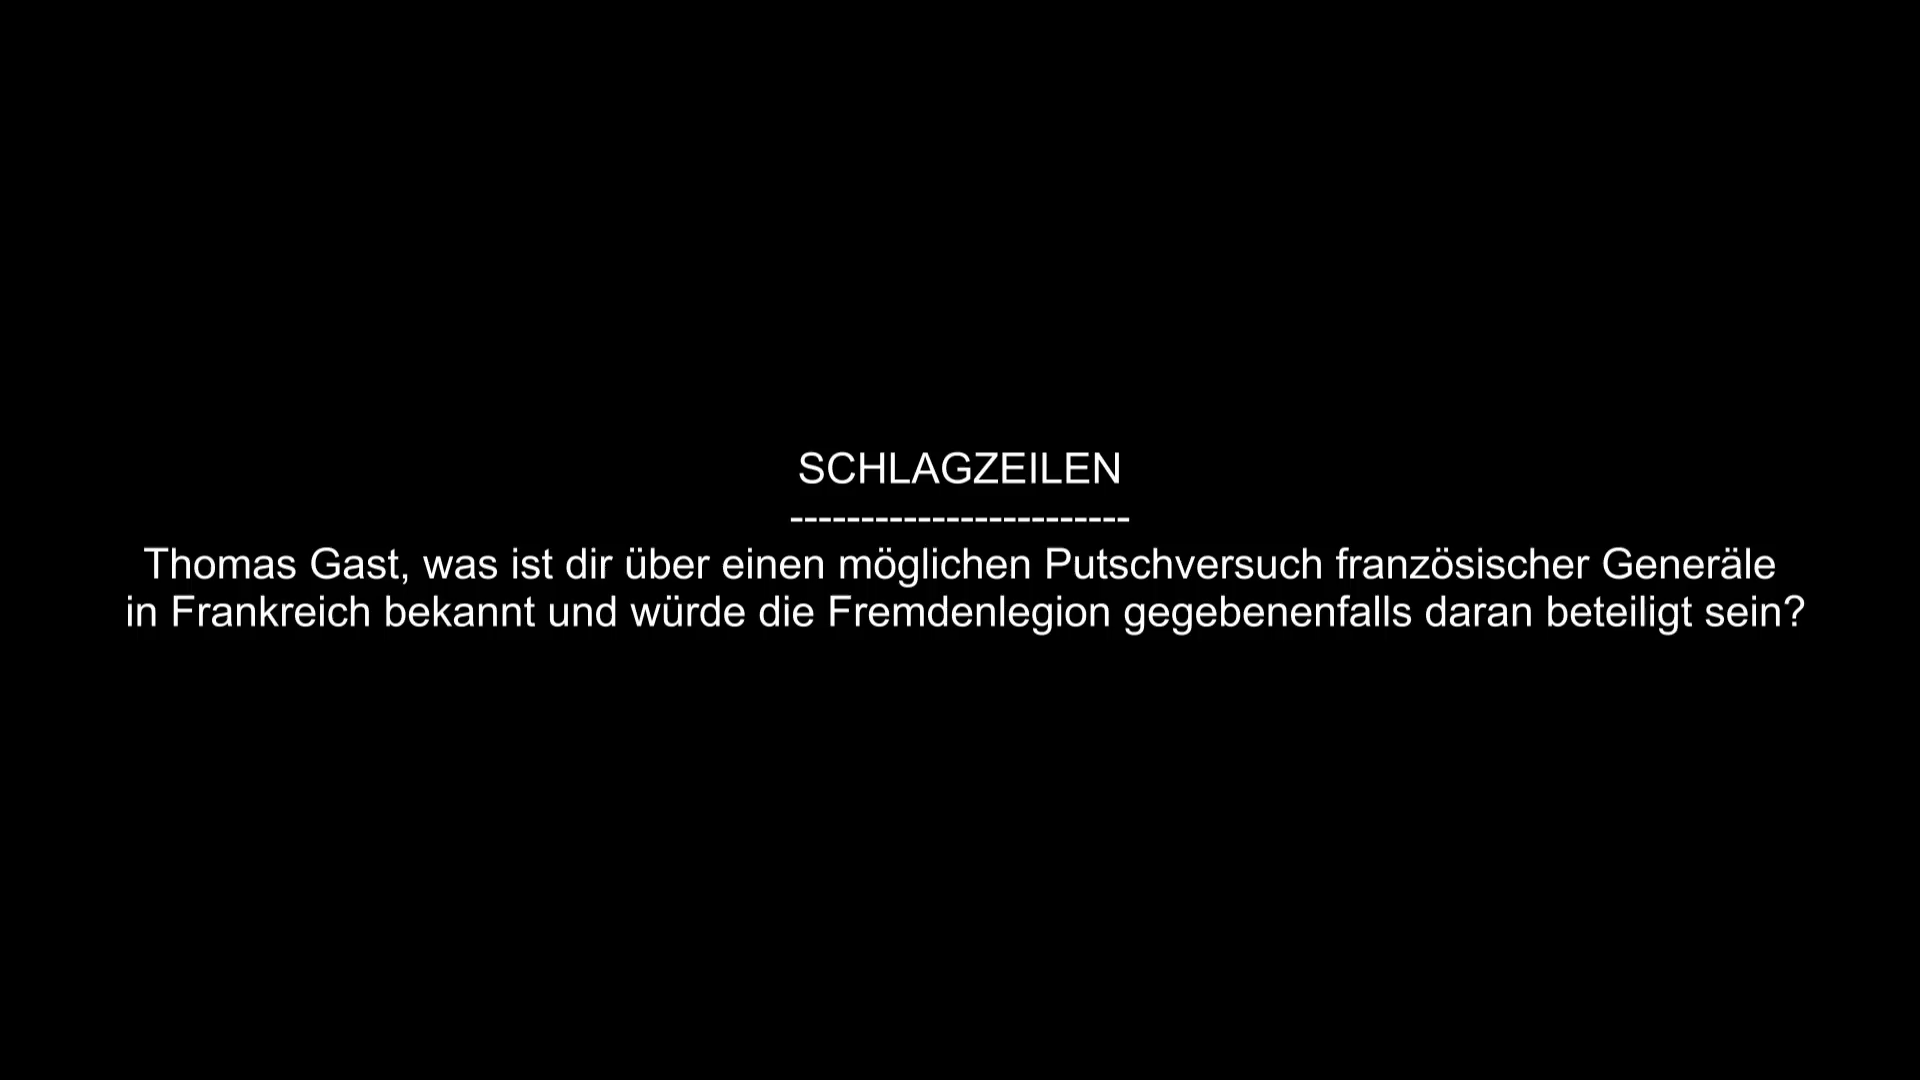 SCHLAGZEILEN
------------------------
Thomas Gast, was ist dir über einen möglichen Putschversuch französischer Generäle
in Frankreich bekannt und würde die Fremdenlegion gegebenenfalls daran beteiligt sein?